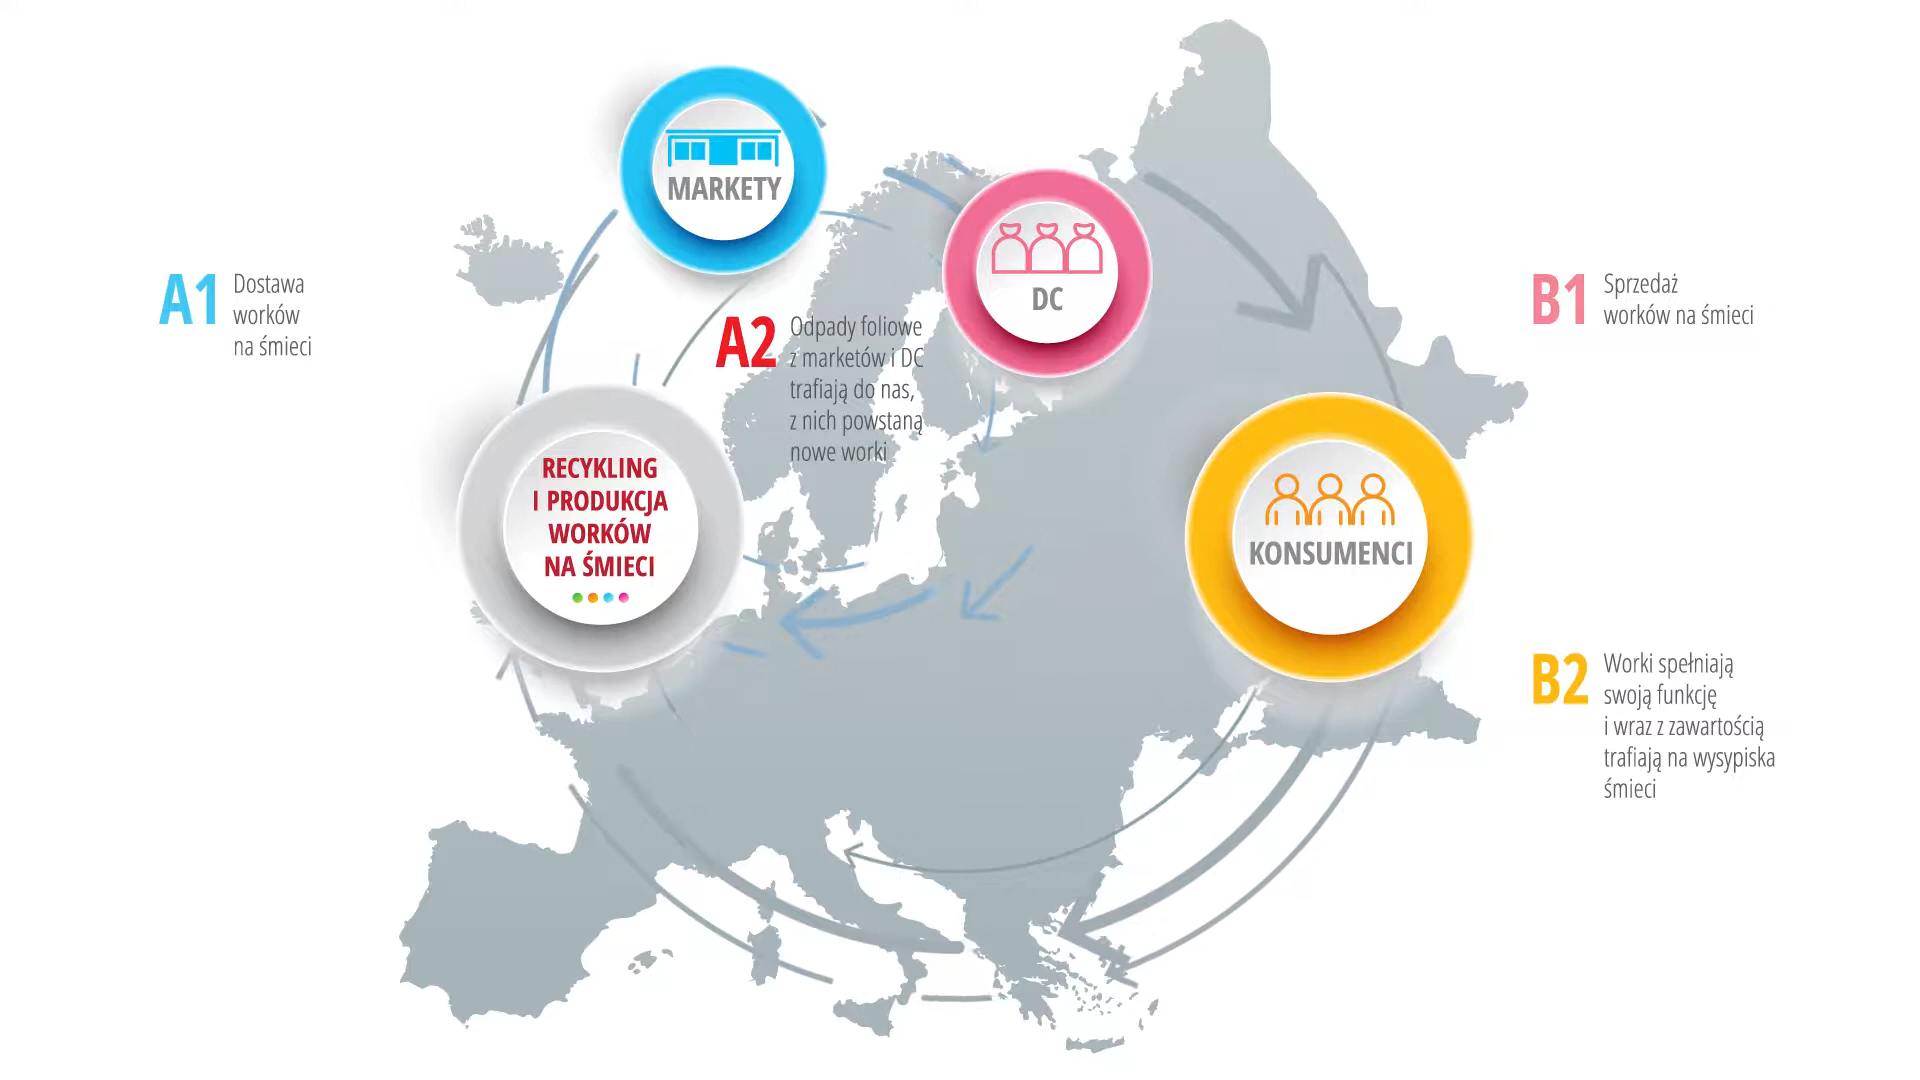 MARKETY
DC
A1
Dostawa
worków
na śmieci
A2
Odpady foliowe
z marketów i DC
trafiają do nas,
z nich powstaną
nowe worki
B1
Sprzedaż
worków na śmieci
RECYKLING
I PRODUKCJA
WORKÓW
NA ŚMIECI
KONSUMENCI
B2
Worki spełniają
swoją funkcję
i wraz z zawartością
trafiają na wysypiska
śmieci